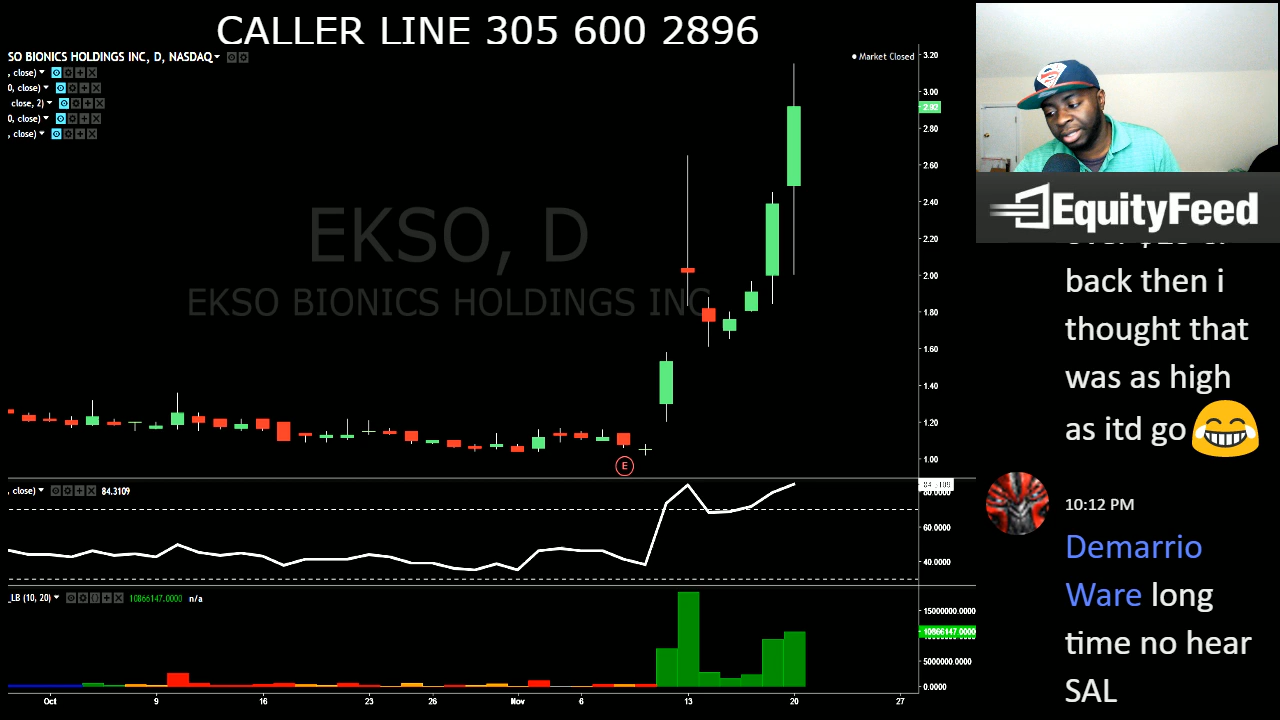 CALLER LINE 305 600 2896
SO BIONICS HOLDINGS INC, D, NASDAQ
Market Closed
, close)
0, close)
close, 2)
0, close)
, close)
EKSO, D
EKSO BIONICS HOLDINGS INC
3.20
3.00
2.92
2.80
2.60
2.40
2.20
2.00
1.80
1.60
1.40
1.20
1.00
E
, close) 84.3109
84.3109
80.0000
60.0000
40.0000
_LB (10, 20) 10866147.0000 n/a
15000000.0000
10866147.0000
5000000.0000
0.0000
Oct 9 16 23 Nov 6 13 20 27
EquityFeed
back then i
thought that
was as high
as itd go
10:12 PM
Demarrio
Ware long
time no hear
SAL